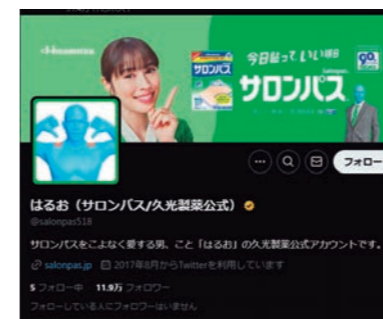 Hisamitsu
今日貼っていい明日
サロンパス
サロンパス
フォロー
はるお（サロンパス/久光製薬公式）
@salonpas518
サロンパスをこよなく愛する男、こと「はるお」の久光製薬公式アカウントです。
salonpas.jp 2017年8月からTwitterを利用しています
5 フォロー中 11.9万 フォロワー
フォローしている人にフォロワーはいません